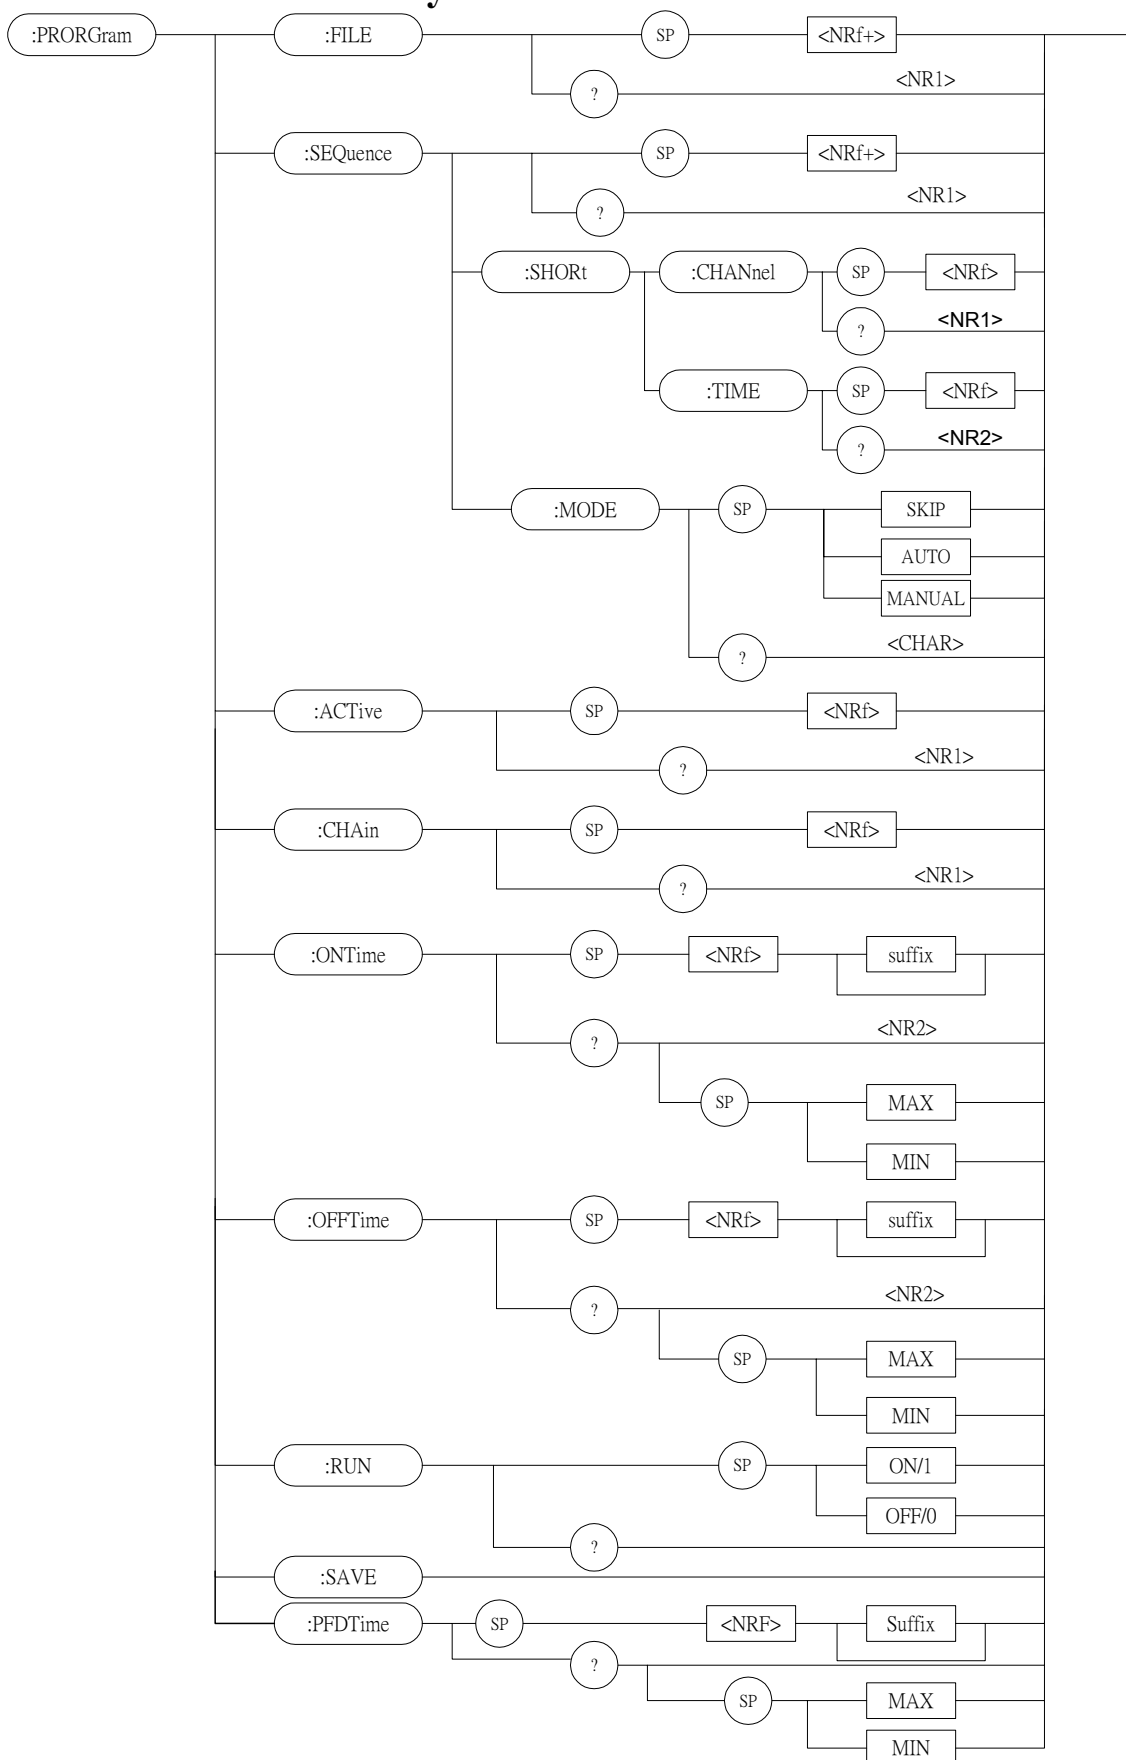 y
:PRORGram :FILE SP <NRf+>
? <NR1>
:SEQuence SP <NRf+>
? <NR1>
:SHORt :CHANnel SP <NRf>
? <NR1>
:TIME SP <NRf>
? <NR2>
:MODE SP SKIP
AUTO
MANUAL
? <CHAR>
:ACTive SP <NRf>
? <NR1>
:CHAin SP <NRf>
? <NR1>
:ONTime SP <NRf> suffix
? <NR2>
SP MAX
MIN
:OFFTime SP <NRf> suffix
? <NR2>
SP MAX
MIN
:RUN SP ON/1
OFF/0
?
:SAVE
:PFDTime SP <NRF> Suffix
?
SP MAX
MIN